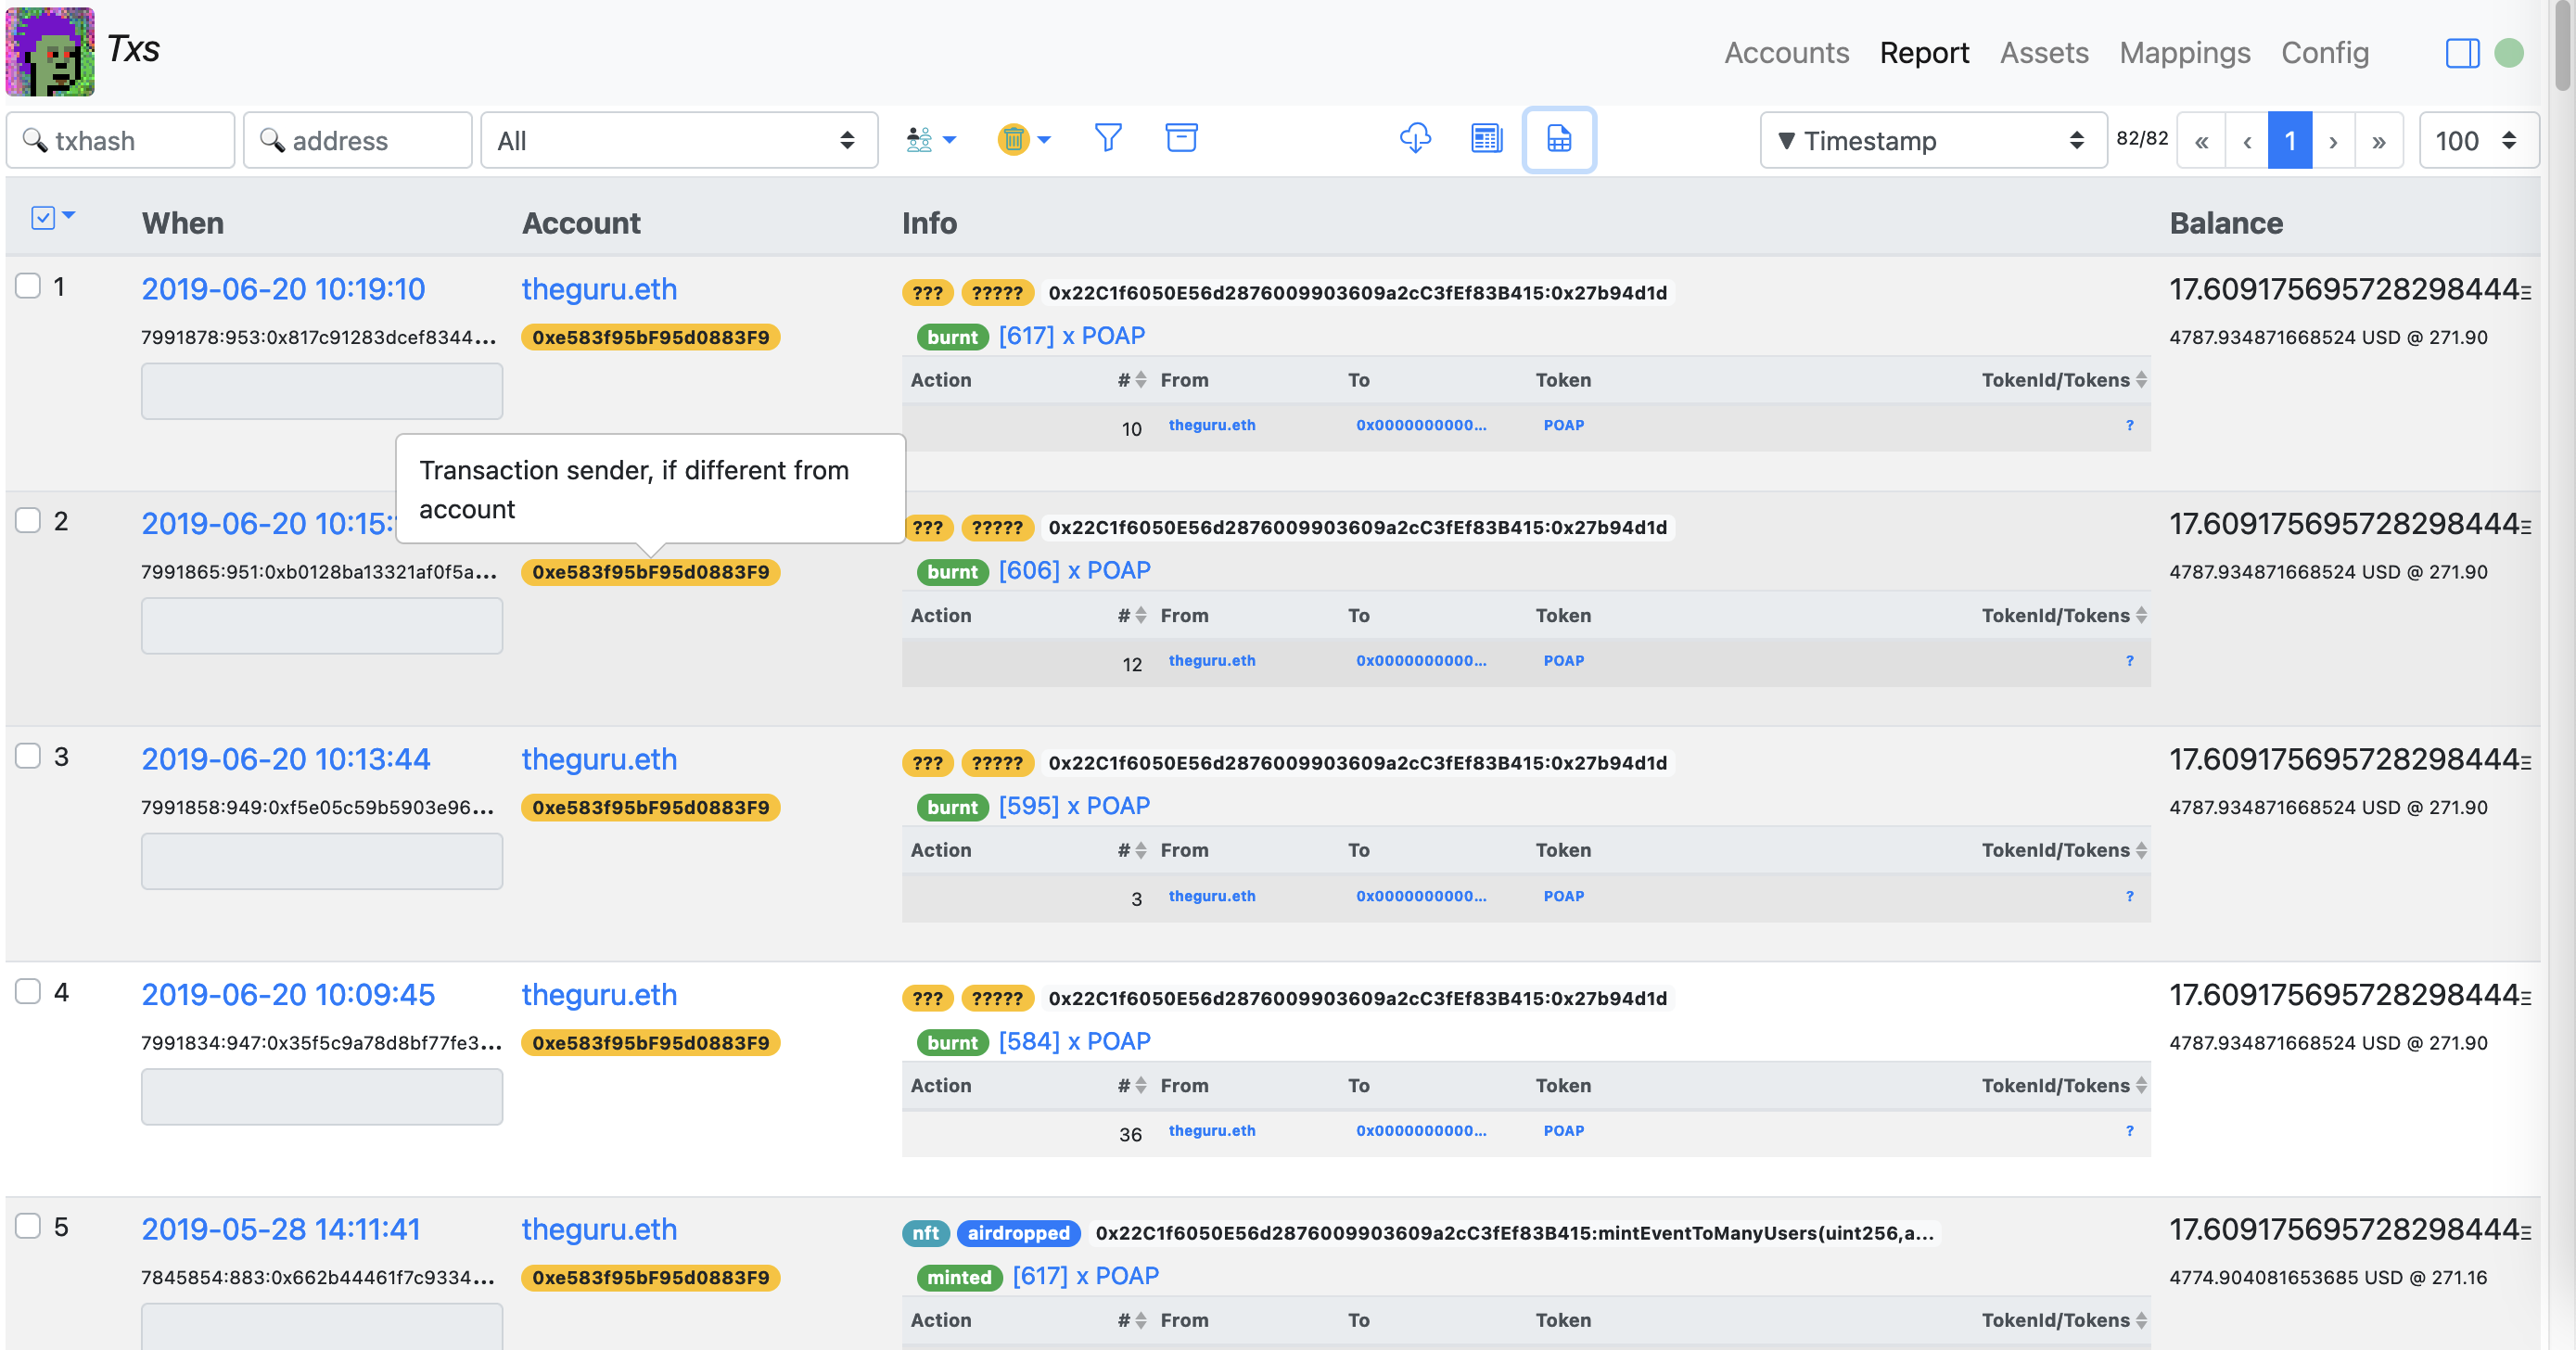 Txs
Accounts Report Assets Mappings Config
txhash address All ▼ Timestamp 82/82 « ‹ 1 › » 100
When Account Info Balance
1 2019-06-20 10:19:10 theguru.eth ??? ????? 0x22C1f6050E56d2876009903609a2cC3fEf83B415:0x27b94d1d 17.609175695728298444Ξ
7991878:953:0x817c91283dcef8344... 0xe583f95bF95d0883F9 burnt [617] x POAP 4787.934871668524 USD @ 271.90
Action # From To Token TokenId/Tokens
10 theguru.eth 0x0000000000... POAP ?
Transaction sender, if different from
account
2 2019-06-20 10:15: ??? ????? 0x22C1f6050E56d2876009903609a2cC3fEf83B415:0x27b94d1d 17.609175695728298444Ξ
7991865:951:0xb0128ba13321af0f5a... 0xe583f95bF95d0883F9 burnt [606] x POAP 4787.934871668524 USD @ 271.90
Action # From To Token TokenId/Tokens
12 theguru.eth 0x0000000000... POAP ?
3 2019-06-20 10:13:44 theguru.eth ??? ????? 0x22C1f6050E56d2876009903609a2cC3fEf83B415:0x27b94d1d 17.609175695728298444Ξ
7991858:949:0xf5e05c59b5903e96... 0xe583f95bF95d0883F9 burnt [595] x POAP 4787.934871668524 USD @ 271.90
Action # From To Token TokenId/Tokens
3 theguru.eth 0x0000000000... POAP ?
4 2019-06-20 10:09:45 theguru.eth ??? ????? 0x22C1f6050E56d2876009903609a2cC3fEf83B415:0x27b94d1d 17.609175695728298444Ξ
7991834:947:0x35f5c9a78d8bf77fe3... 0xe583f95bF95d0883F9 burnt [584] x POAP 4787.934871668524 USD @ 271.90
Action # From To Token TokenId/Tokens
36 theguru.eth 0x0000000000... POAP ?
5 2019-05-28 14:11:41 theguru.eth nft airdropped 0x22C1f6050E56d2876009903609a2cC3fEf83B415:mintEventToManyUsers(uint256,a... 17.609175695728298444Ξ
7845854:883:0x662b44461f7c9334... 0xe583f95bF95d0883F9 minted [617] x POAP 4774.904081653685 USD @ 271.16
Action # From To Token TokenId/Tokens